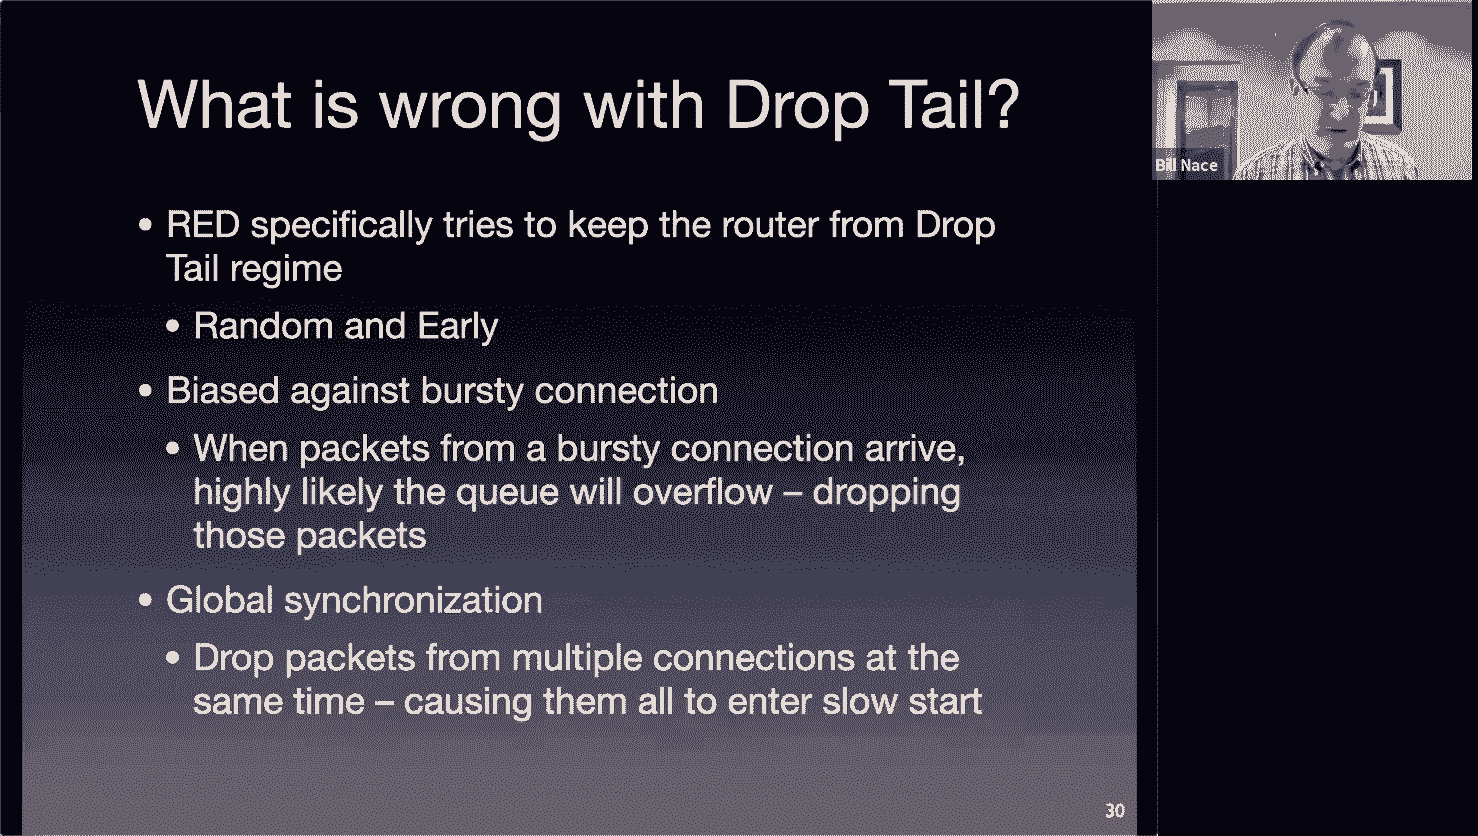 What is wrong with Drop Tail?
Bill Nace
• RED specifically tries to keep the router from Drop
Tail regime
• Random and Early
• Biased against bursty connection
• When packets from a bursty connection arrive,
highly likely the queue will overflow – dropping
those packets
• Global synchronization
• Drop packets from multiple connections at the
same time – causing them all to enter slow start
30